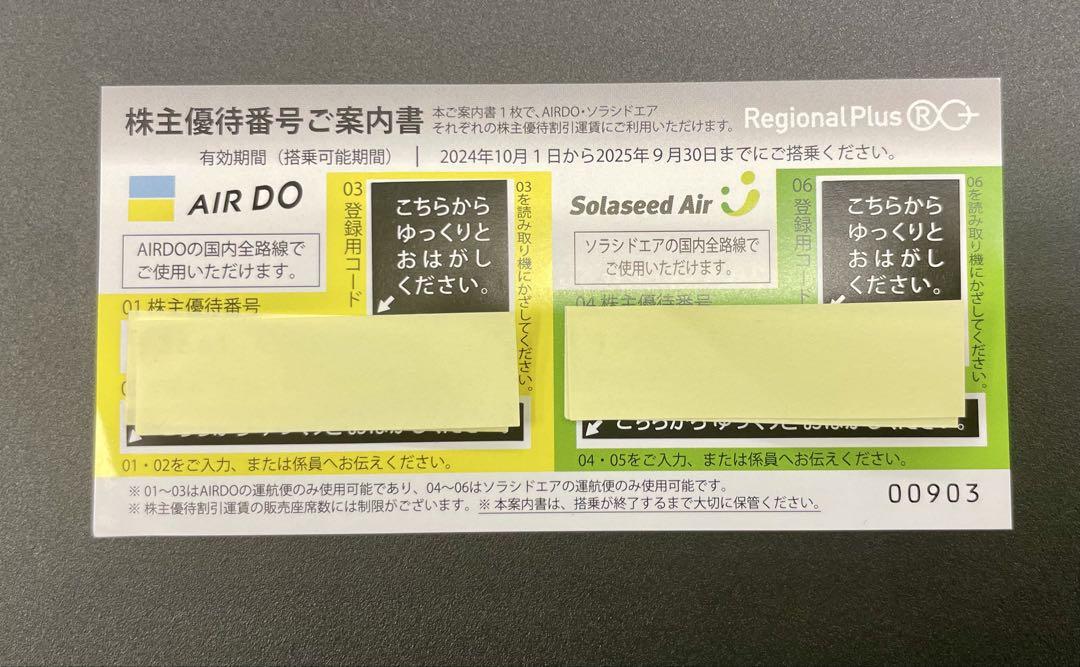 株主優待番号ご案内書
本ご案内書1枚で、AIRDO・ソラシドエア
それぞれの株主優待割引運賃にご利用いただけます。
Regional Plus
有効期間（搭乗可能期間） | 2024年10月1日から2025年9月30日までにご搭乗ください。
AIR DO
AIRDOの国内全路線で
ご使用いただけます。
01 株主優待番号
03 登録用コード
こちらから
ゆっくりと
おはがし
ください。
03を読み取り機にかざしてください。
01・02をご入力、または係員へお伝えください。
Solaseed Air
ソラシドエアの国内全路線で
ご使用いただけます。
04 株主優待番号
06 登録用コード
こちらから
ゆっくりと
おはがし
ください。
06を読み取り機にかざしてください。
04・05をご入力、または係員へお伝えください。
※ 01～03はAIRDOの運航便のみ使用可能であり、04～06はソラシドエアの運航便のみ使用可能です。
※ 株主優待割引運賃の販売座席数には制限がございます。※ 本案内書は、搭乗が終了するまで大切に保管ください。
00903